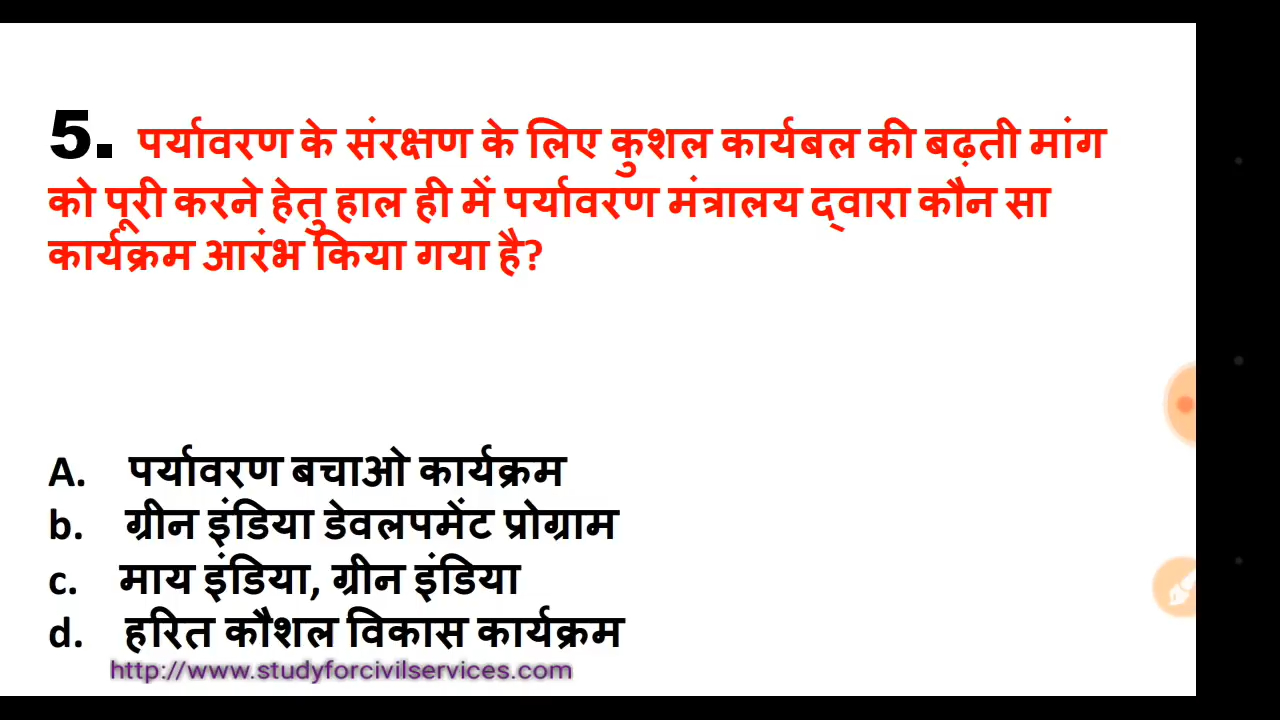 5. पर्यावरण के संरक्षण के लिए कुशल कार्यबल की बढ़ती मांग
को पूरी करने हेतु हाल ही में पर्यावरण मंत्रालय द्वारा कौन सा
कार्यक्रम आरंभ किया गया है?
A. पर्यावरण बचाओ कार्यक्रम
b. ग्रीन इंडिया डेवलपमेंट प्रोग्राम
c. माय इंडिया, ग्रीन इंडिया
d. हरित कौशल विकास कार्यक्रम
http://www.studyforcivilservices.com